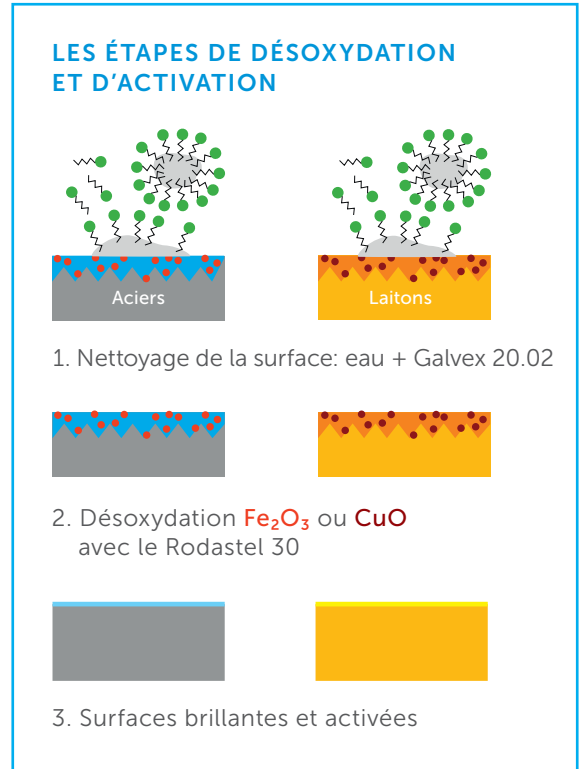 LES ÉTAPES DE DÉSOXYDATION
ET D'ACTIVATION
Aciers
Laitons
1. Nettoyage de la surface: eau + Galvex 20.02
2. Désoxydation Fe₂O₃ ou CuO
avec le Rodastel 30
3. Surfaces brillantes et activées